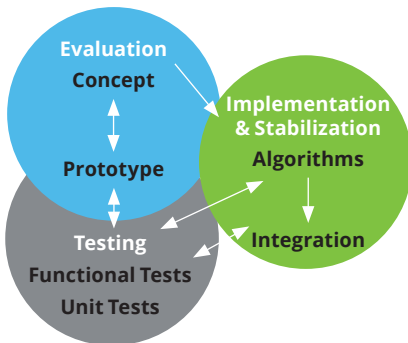 Evaluation
Concept
Prototype
Implementation
& Stabilization
Algorithms
Integration
Testing
Functional Tests
Unit Tests